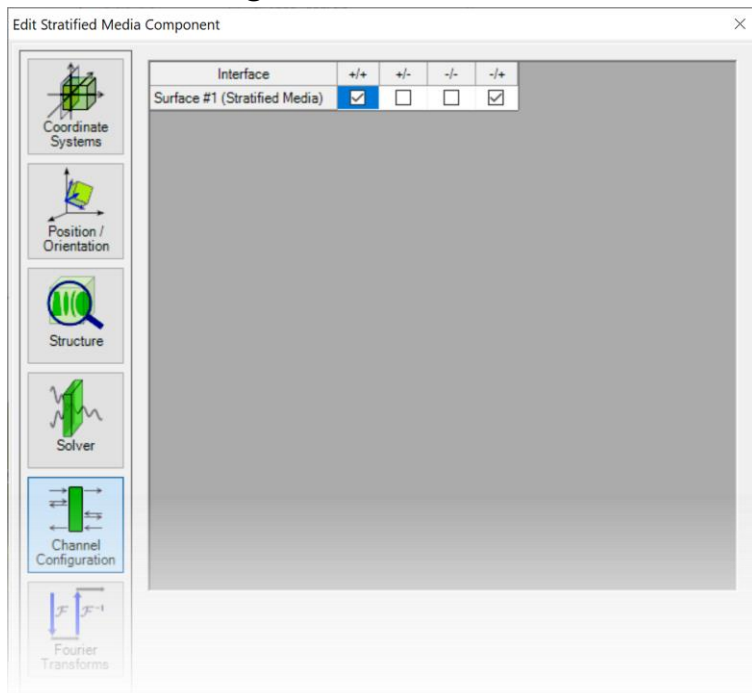 Edit Stratified Media Component
Interface +/+ +/- -/- -/+
Surface #1 (Stratified Media)
Coordinate
Systems
Position /
Orientation
Structure
Solver
Channel
Configuration
ℱ ℱ⁻¹
Fourier
Transforms